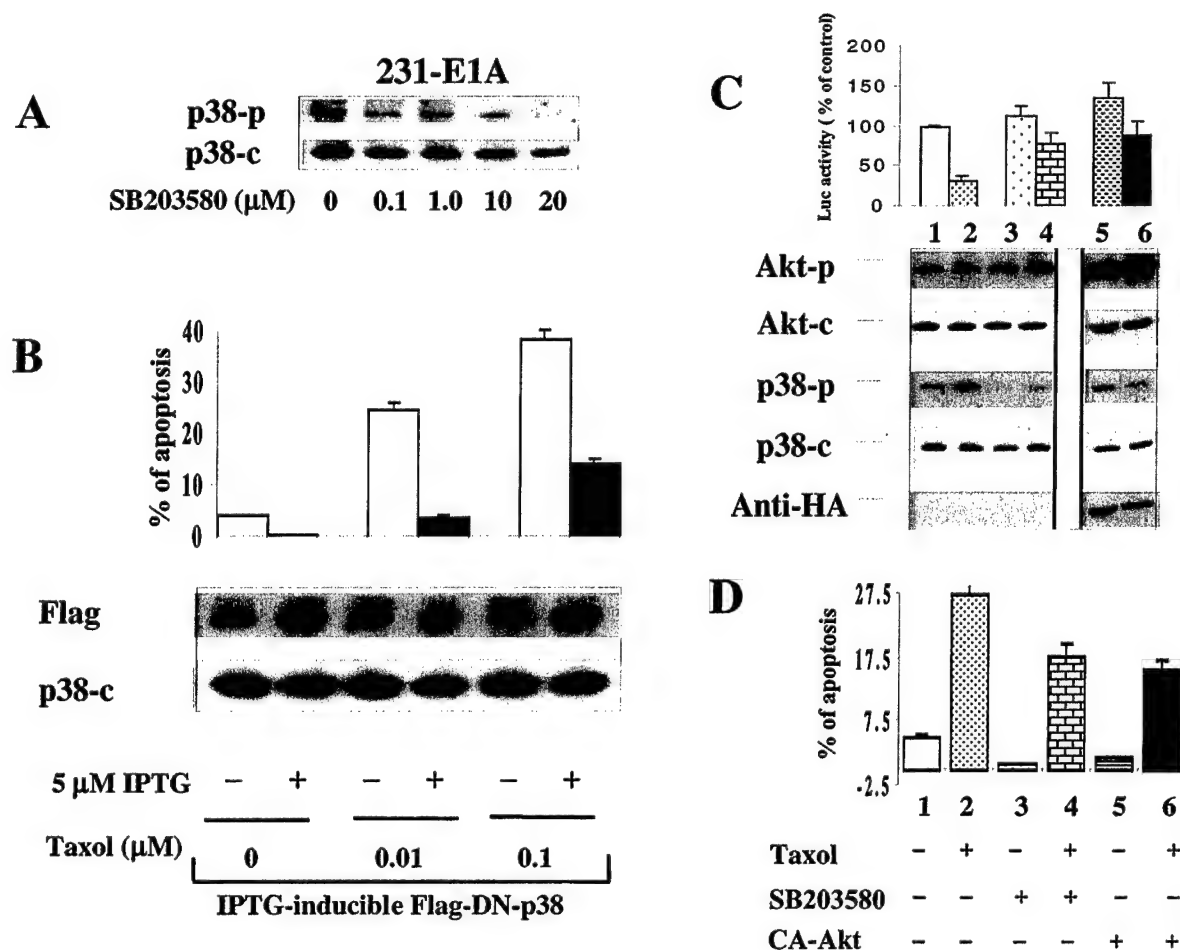 A
231-E1A
p38-p
p38-c
SB203580 (µM) 0 0.1 1.0 10 20
B
% of apoptosis
40
30
20
10
0
Flag
p38-c
5 µM IPTG – + – + – +
Taxol (µM) 0 0.01 0.1
IPTG-inducible Flag-DN-p38
C
Luc activity ( % of control)
200
150
100
50
0
1 2 3 4 5 6
Akt-p
Akt-c
p38-p
p38-c
Anti-HA
D
% of apoptosis
27.5
17.5
7.5
-2.5
1 2 3 4 5 6
Taxol – + – + – +
SB203580 – – + + – –
CA-Akt – – – – + +